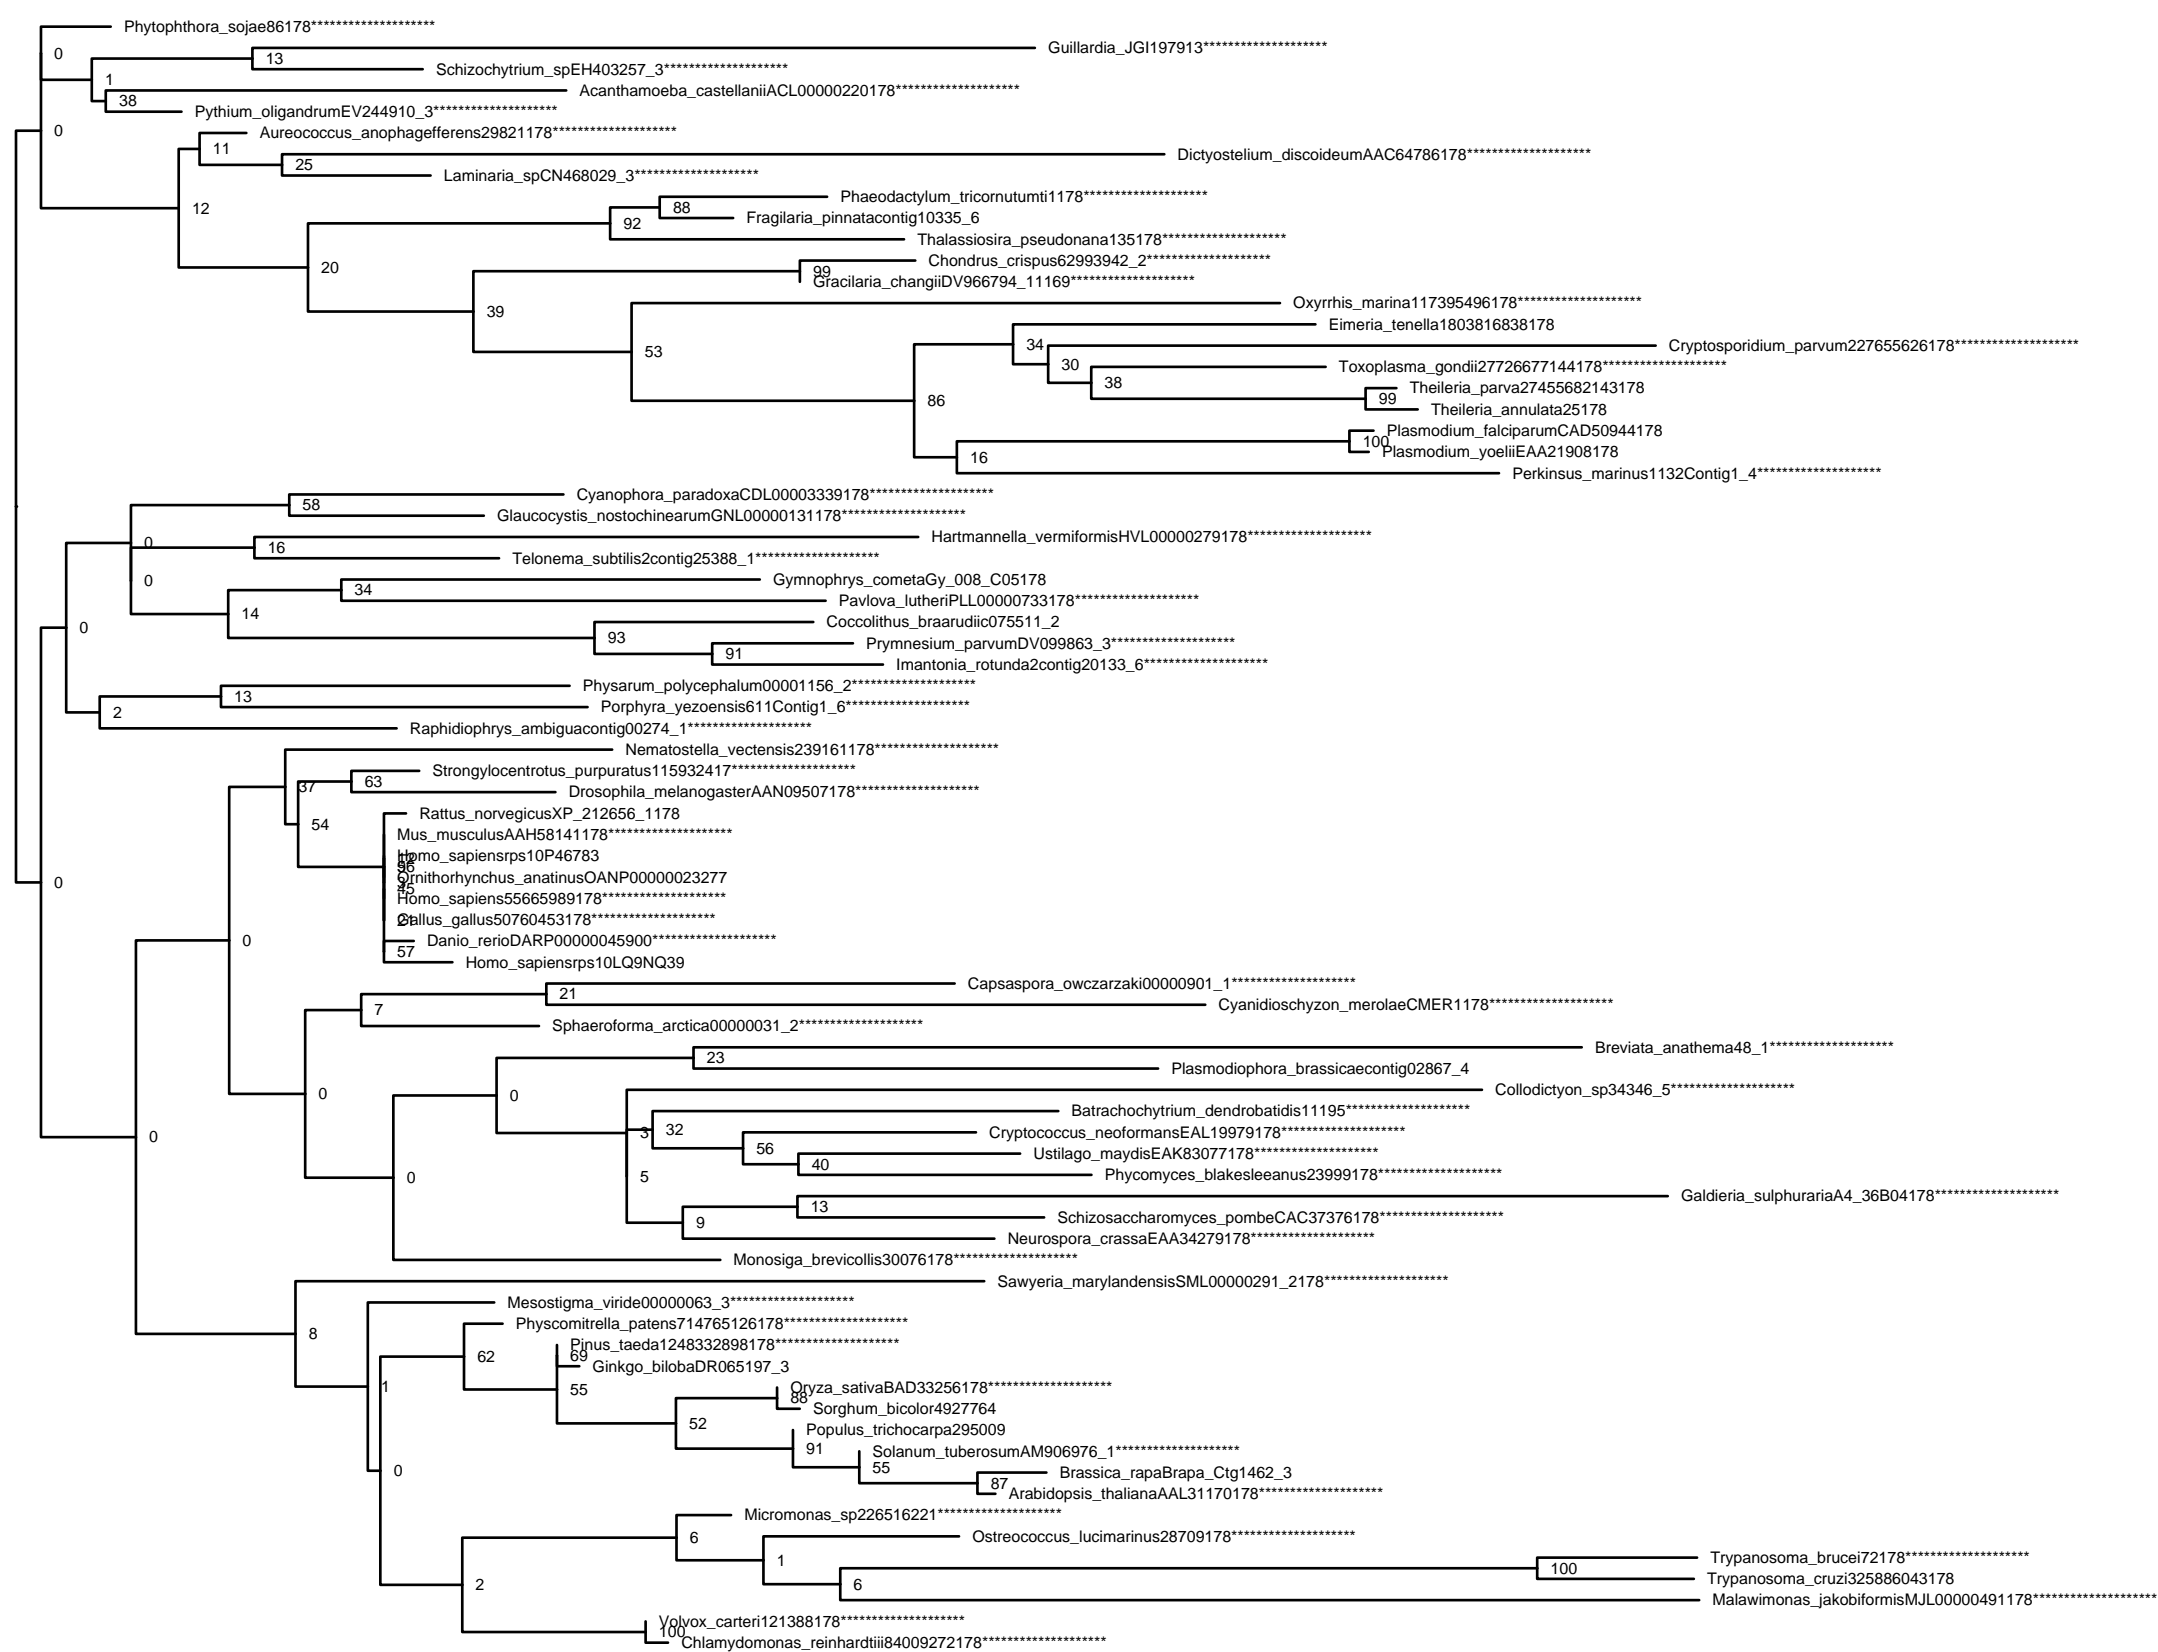 Phytophthora_sojae86178********************
0
Guillardia_JGI197913********************
13
Schizochytrium_spEH403257_3********************
1
Acanthamoeba_castellaniiACL00000220178********************
38
Pythium_oligandrumEV244910_3********************
0
Aureococcus_anophagefferens29821178********************
11
Dictyostelium_discoideumAAC64786178********************
25
Laminaria_spCN468029_3********************
12
Phaeodactylum_tricornutumti1178********************
88
Fragilaria_pinnatacontig10335_6
92
Thalassiosira_pseudonana135178********************
20
Chondrus_crispus62993942_2********************
99
Gracilaria_changiiDV966794_11169********************
39
Oxyrrhis_marina117395496178********************
53
Eimeria_tenella1803816838178
34
Cryptosporidium_parvum227655626178********************
30
Toxoplasma_gondii27726677144178********************
38
Theileria_parva27455682143178
99
Theileria_annulata25178
86
Plasmodium_falciparumCAD50944178
100
Plasmodium_yoeliiEAA21908178
16
Perkinsus_marinus1132Contig1_4********************
Cyanophora_paradoxaCDL00003339178********************
58
Glaucocystis_nostochinearumGNL00000131178********************
0
Hartmannella_vermiformisHVL00000279178********************
16
Telonema_subtilis2contig25388_1********************
0
Gymnophrys_cometaGy_008_C05178
34
Pavlova_lutheriPLL00000733178********************
14
Coccolithus_braarudiic075511_2
93
Prymnesium_parvumDV099863_3********************
91
Imantonia_rotunda2contig20133_6********************
0
Physarum_polycephalum00001156_2********************
13
Porphyra_yezoensis611Contig1_6********************
2
Raphidiophrys_ambiguacontig00274_1********************
Nematostella_vectensis239161178********************
37
Strongylocentrotus_purpuratus115932417********************
63
Drosophila_melanogasterAAN09507178********************
54
Rattus_norvegicusXP_212656_1178
Mus_musculusAAH58141178********************
Homo_sapiensrps10P46783
96
Ornithorhynchus_anatinusOANP00000023277
45
Homo_sapiens55665989178********************
Gallus_gallus50760453178********************
21
Danio_rerioDARP00000045900********************
57
Homo_sapiensrps10LQ9NQ39
0
0
Capsaspora_owczarzaki00000901_1********************
21
Cyanidioschyzon_merolaeCMER1178********************
7
Sphaeroforma_arctica00000031_2********************
0
Breviata_anathema48_1********************
23
Plasmodiophora_brassicaecontig02867_4
0
Collodictyon_sp34346_5********************
3
Batrachochytrium_dendrobatidis11195********************
32
Cryptococcus_neoformansEAL19979178********************
56
Ustilago_maydisEAK83077178********************
40
Phycomyces_blakesleeanus23999178********************
0
5
Galdieria_sulphurariaA4_36B04178********************
13
Schizosaccharomyces_pombeCAC37376178********************
9
Neurospora_crassaEAA34279178********************
Monosiga_brevicollis30076178********************
0
Sawyeria_marylandensisSML00000291_2178********************
8
Mesostigma_viride00000063_3********************
1
Physcomitrella_patens714765126178********************
62
Pinus_taeda1248332898178********************
69
Ginkgo_bilobaDR065197_3
55
Oryza_sativaBAD33256178********************
88
Sorghum_bicolor4927764
52
Populus_trichocarpa295009
91
Solanum_tuberosumAM906976_1********************
55
Brassica_rapaBrapa_Ctg1462_3
87
Arabidopsis_thalianaAAL31170178********************
0
Micromonas_sp226516221********************
6
Ostreococcus_lucimarinus28709178********************
1
Trypanosoma_brucei72178********************
100
Trypanosoma_cruzi325886043178
6
Malawimonas_jakobiformisMJL00000491178********************
2
Volvox_carteri121388178********************
100
Chlamydomonas_reinhardtiii84009272178********************